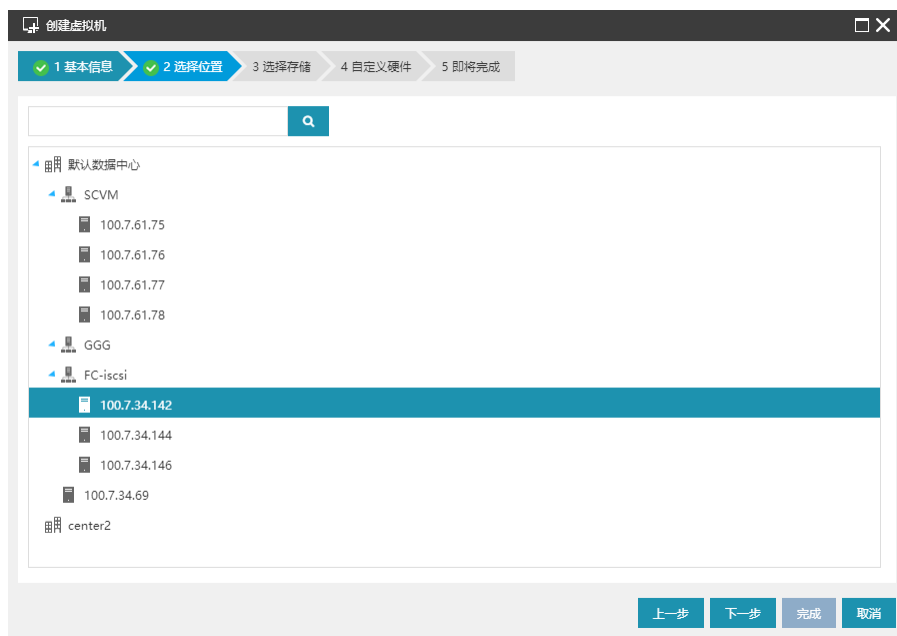 创建虚拟机
1 基本信息 2 选择位置 3 选择存储 4 自定义硬件 5 即将完成
默认数据中心
SCVM
100.7.61.75
100.7.61.76
100.7.61.77
100.7.61.78
GGG
FC-iscsi
100.7.34.142
100.7.34.144
100.7.34.146
100.7.34.69
center2
上一步 下一步 完成 取消